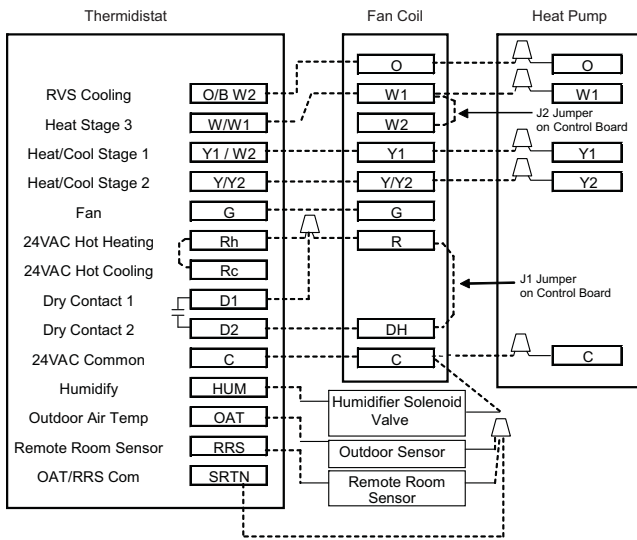 Thermidistat Fan Coil Heat Pump
O O
RVS Cooling O/B W2 W1 W1
J2 Jumper
on Control Board
Heat Stage 3 W/W1 W2
Heat/Cool Stage 1 Y1 / W2 Y1 Y1
Heat/Cool Stage 2 Y/Y2 Y/Y2 Y2
Fan G G
24VAC Hot Heating Rh R
24VAC Hot Cooling Rc
J1 Jumper
on Control Board
Dry Contact 1 D1
Dry Contact 2 D2 DH
24VAC Common C C C
Humidify HUM
Humidifier Solenoid
Valve
Outdoor Air Temp OAT
Outdoor Sensor
Remote Room Sensor RRS
Remote Room
Sensor
OAT/RRS Com SRTN